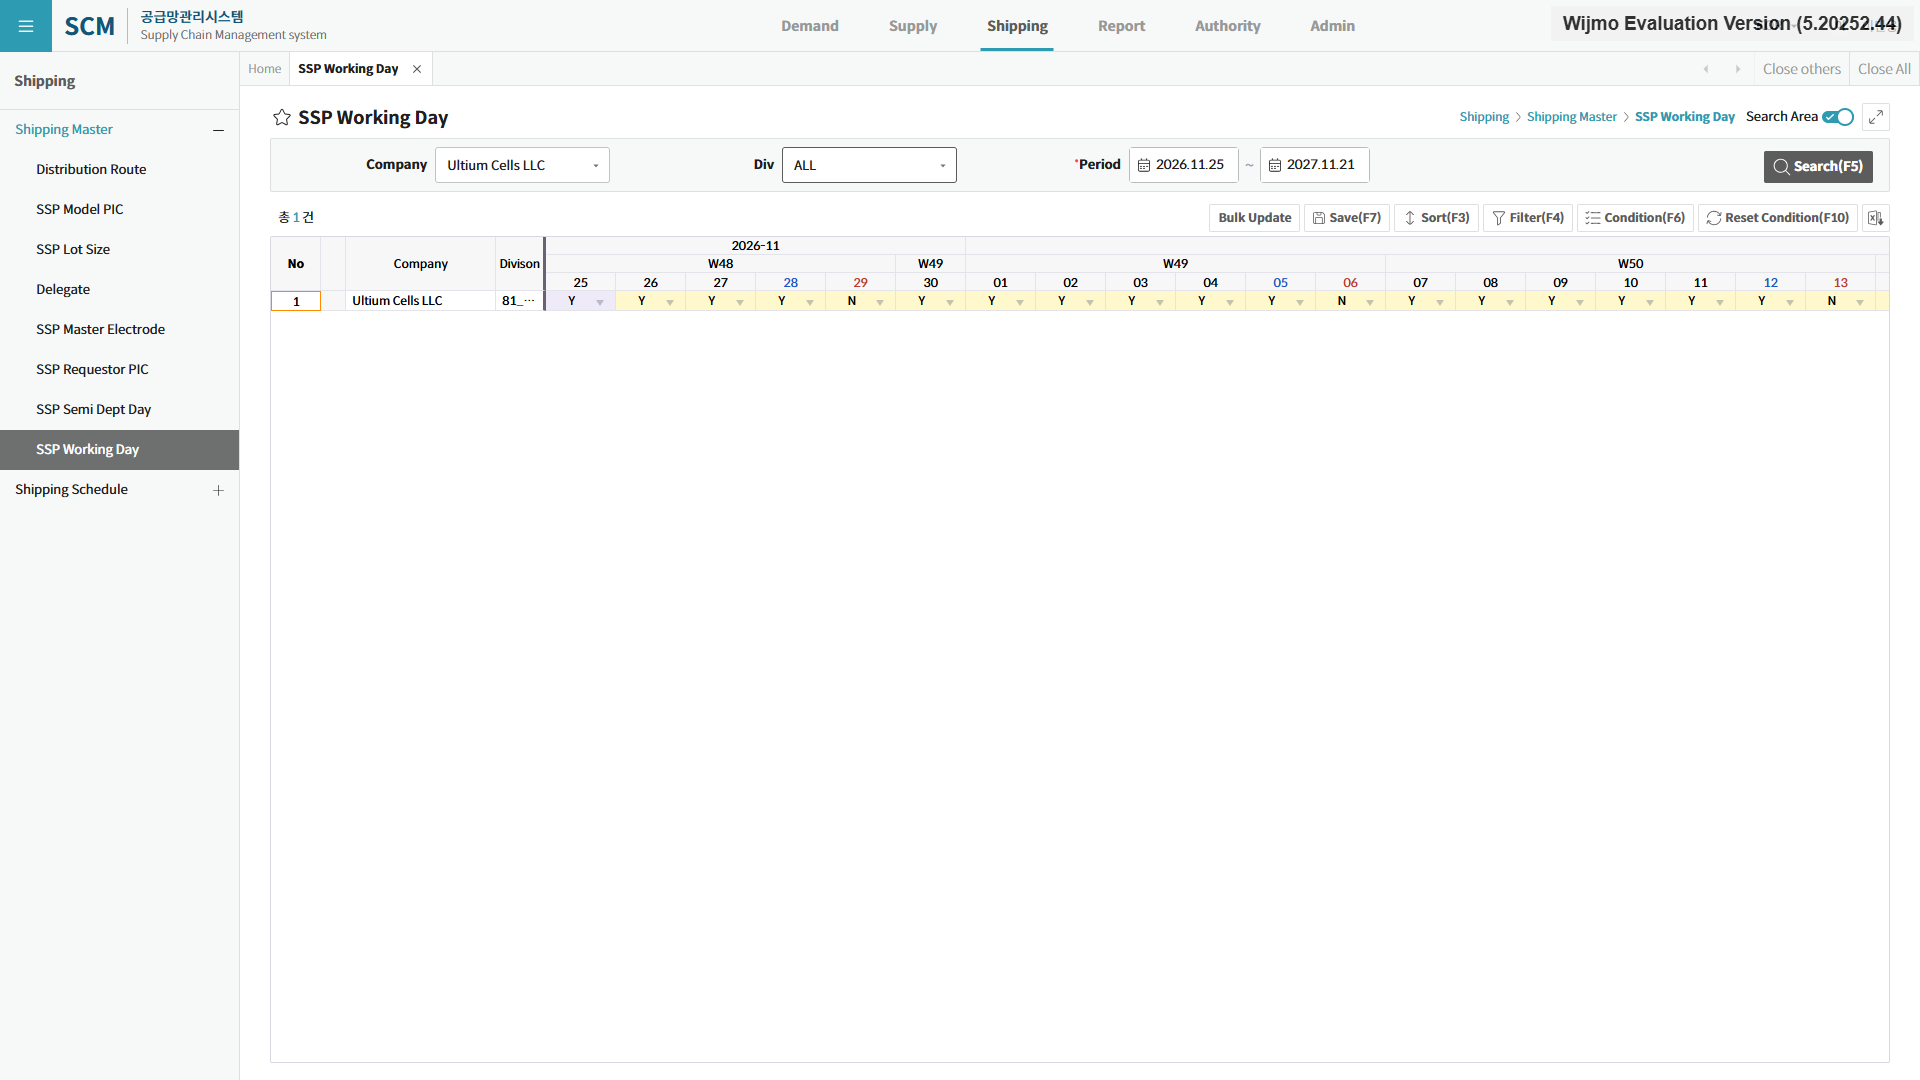 SCM
공급망관리시스템
Supply Chain Management system
Demand
Supply
Shipping
Report
Authority
Admin
Wijmo Evaluation Version (5.20252.44)
Shipping
Home
SSP Working Day
Close others
Close All
Shipping Master
Distribution Route
SSP Model PIC
SSP Lot Size
Delegate
SSP Master Electrode
SSP Requestor PIC
SSP Semi Dept Day
SSP Working Day
Shipping Schedule
SSP Working Day
Shipping > Shipping Master > SSP Working Day
Search Area
Company
Ultium Cells LLC
Div
ALL
*Period
2026.11.25
~
2027.11.21
Search(F5)
총 1 건
Bulk Update
Save(F7)
Sort(F3)
Filter(F4)
Condition(F6)
Reset Condition(F10)
No Company Divison
2026-11
W48 W49 W49 W50
25 26 27 28 29 30 01 02 03 04 05 06 07 08 09 10 11 12 13
1 Ultium Cells LLC 81_... Y Y Y Y N Y Y Y Y Y Y N Y Y Y Y Y Y N